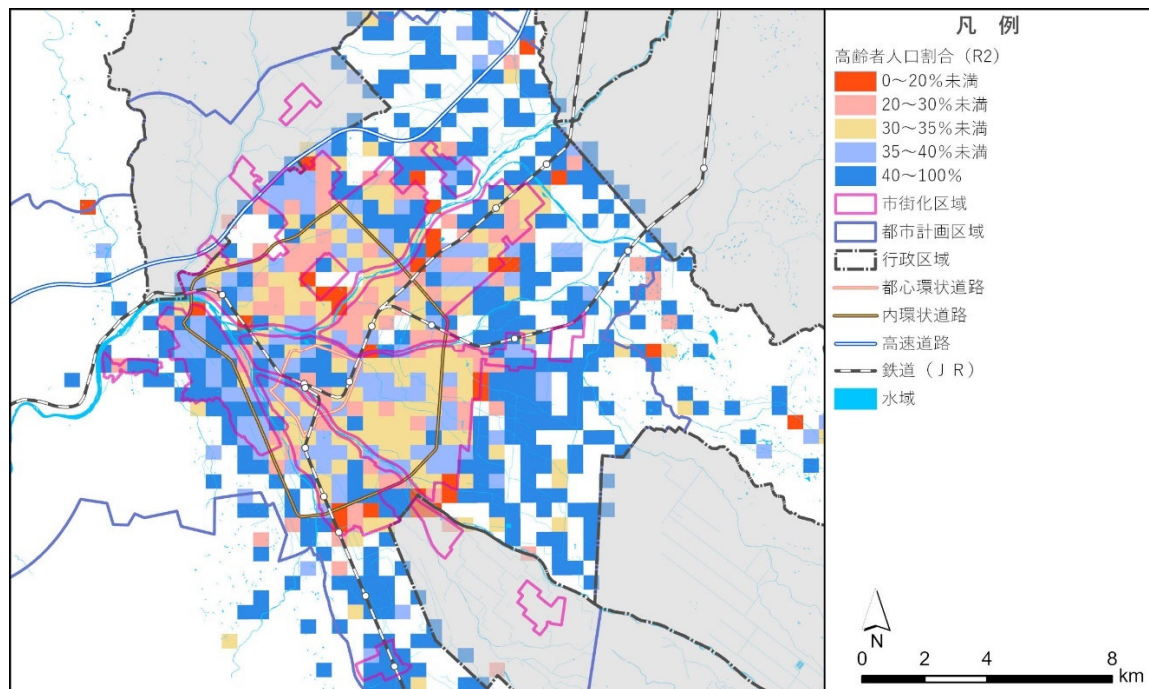 凡 例
高齢者人口割合（R2）
0～20％未満
20～30％未満
30～35％未満
35～40％未満
40～100％
市街化区域
都市計画区域
行政区域
都心環状道路
内環状道路
高速道路
鉄道（ＪＲ）
水域
N
0 2 4 8
km